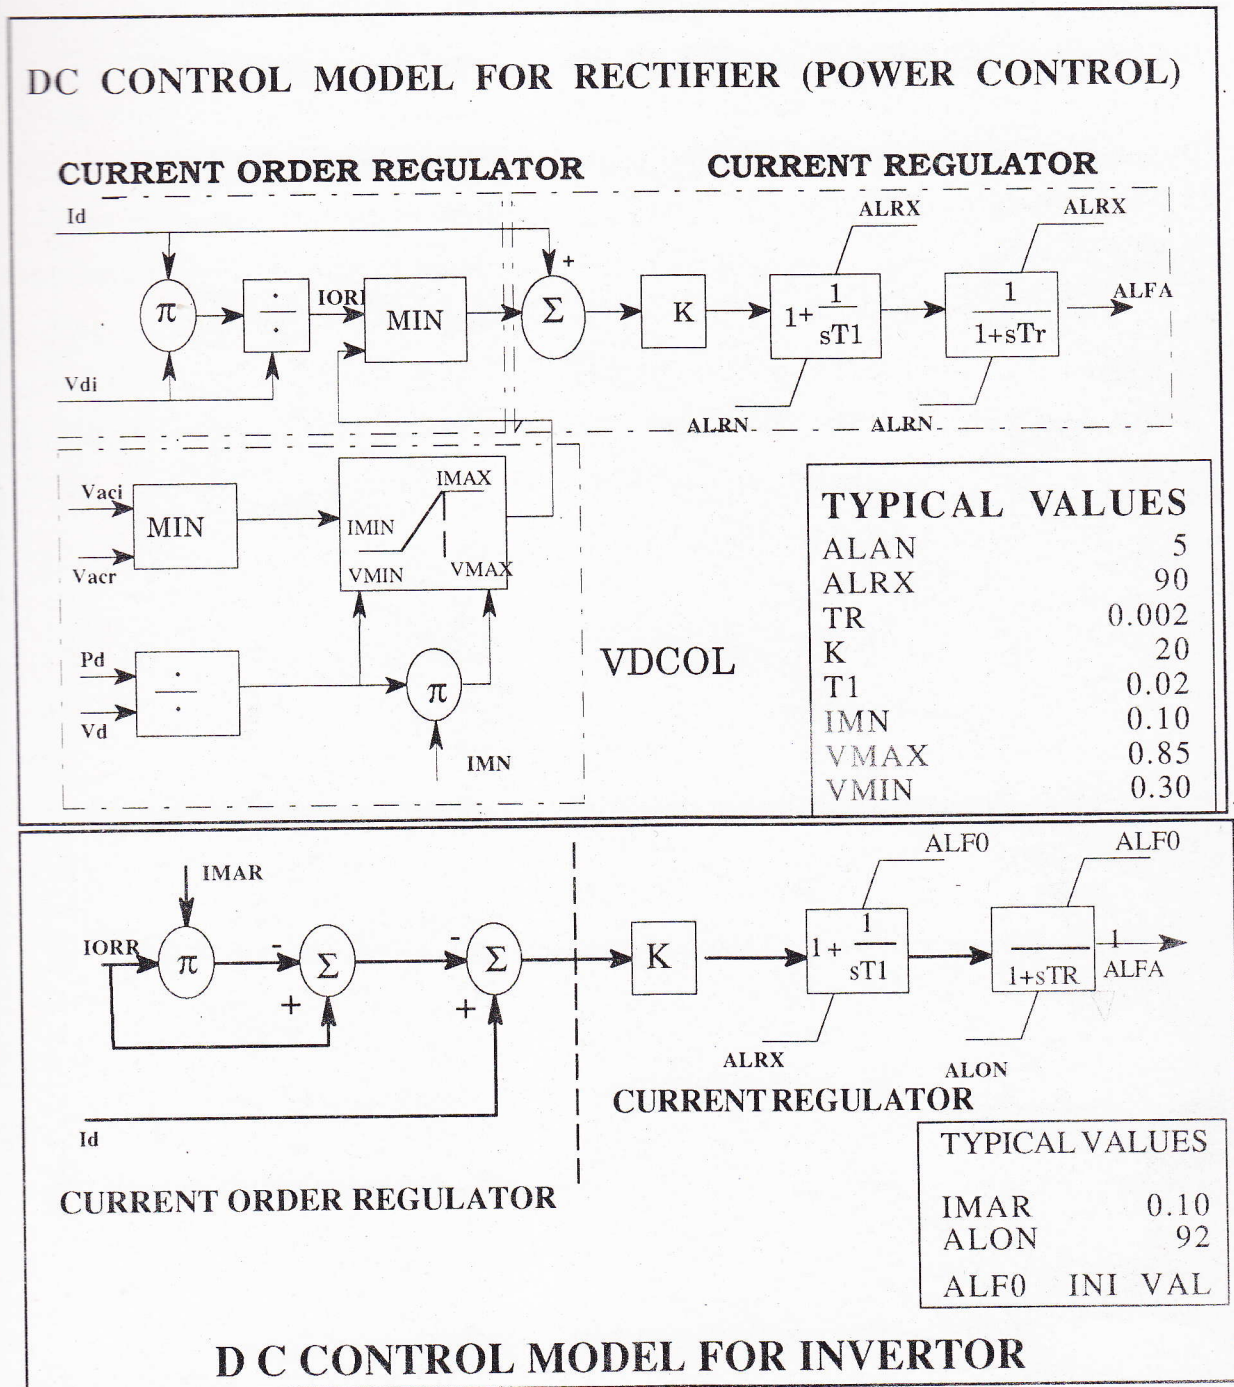 DC CONTROL MODEL FOR RECTIFIER (POWER CONTROL)
CURRENT ORDER REGULATOR
CURRENT REGULATOR
Id
ALRX
ALRX
+
π
÷
IORR
MIN
Σ
K
1+ 1/sT1
1/1+sTr
ALFA
Vdi
ALRN
ALRN
Vaci
MIN
Vacr
IMAX
IMIN
VMIN
VMAX
Pd
÷
Vd
π
IMN
VDCOL
TYPICAL VALUES
ALAN 5
ALRX 90
TR 0.002
K 20
T1 0.02
IMN 0.10
VMAX 0.85
VMIN 0.30
IMAR
IORR
π
-
Σ
+
-
Σ
+
K
ALF0
1+ 1/sT1
ALRX
ALF0
1
1+sTR
ALFA
ALON
Id
CURRENT REGULATOR
CURRENT ORDER REGULATOR
TYPICAL VALUES
IMAR 0.10
ALON 92
ALF0 INI VAL
D C CONTROL MODEL FOR INVERTOR